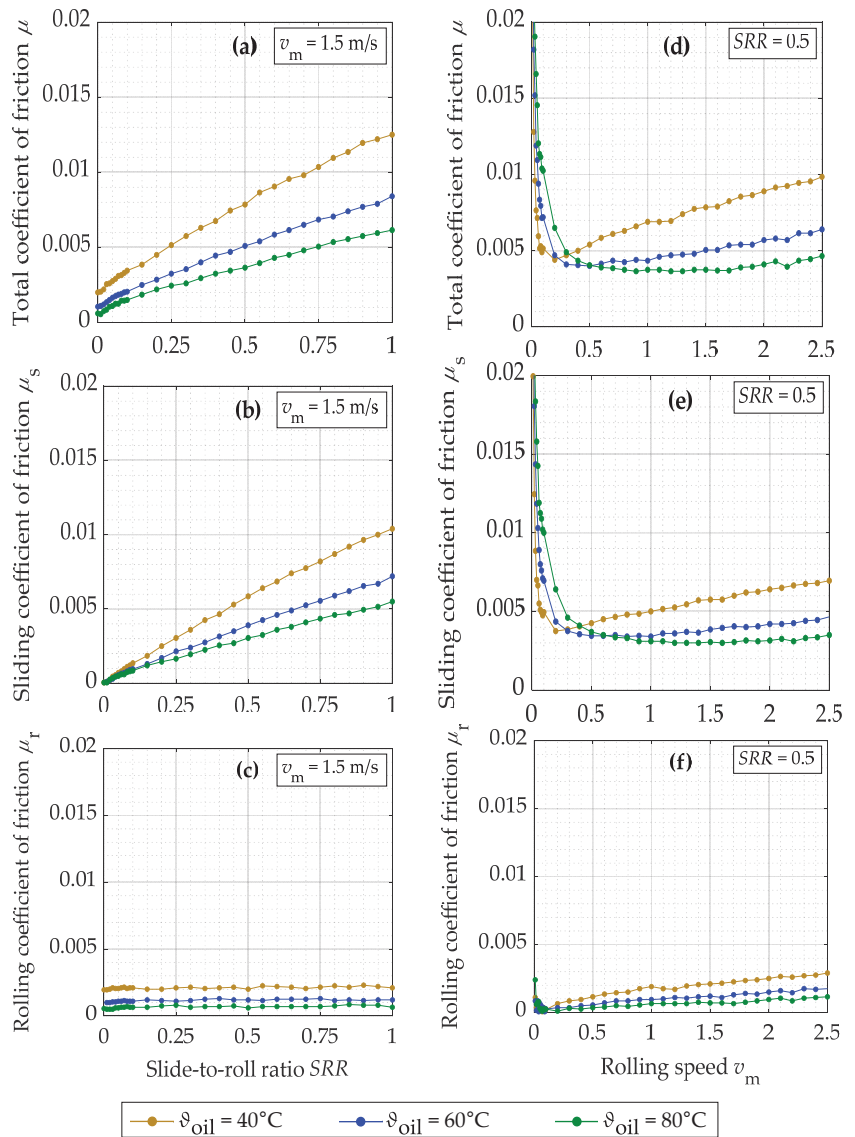 Total coefficient of friction μ
0.02
0.015
0.01
0.005
0
(a)
v_m = 1.5 m/s
0
0.25
0.5
0.75
1
Total coefficient of friction μ
0.02
0.015
0.01
0.005
0
(d)
SRR = 0.5
0
0.5
1
1.5
2
2.5
Sliding coefficient of friction μ_s
0.02
0.015
0.01
0.005
0
(b)
v_m = 1.5 m/s
0
0.25
0.5
0.75
1
Sliding coefficient of friction μ_s
0.02
0.015
0.01
0.005
0
(e)
SRR = 0.5
0
0.5
1
1.5
2
2.5
Rolling coefficient of friction μ_r
0.02
0.015
0.01
0.005
0
(c)
v_m = 1.5 m/s
0
0.25
0.5
0.75
1
Slide-to-roll ratio SRR
Rolling coefficient of friction μ_r
0.02
0.015
0.01
0.005
0
(f)
SRR = 0.5
0
0.5
1
1.5
2
2.5
Rolling speed v_m
ϑ_oil = 40°C
ϑ_oil = 60°C
ϑ_oil = 80°C